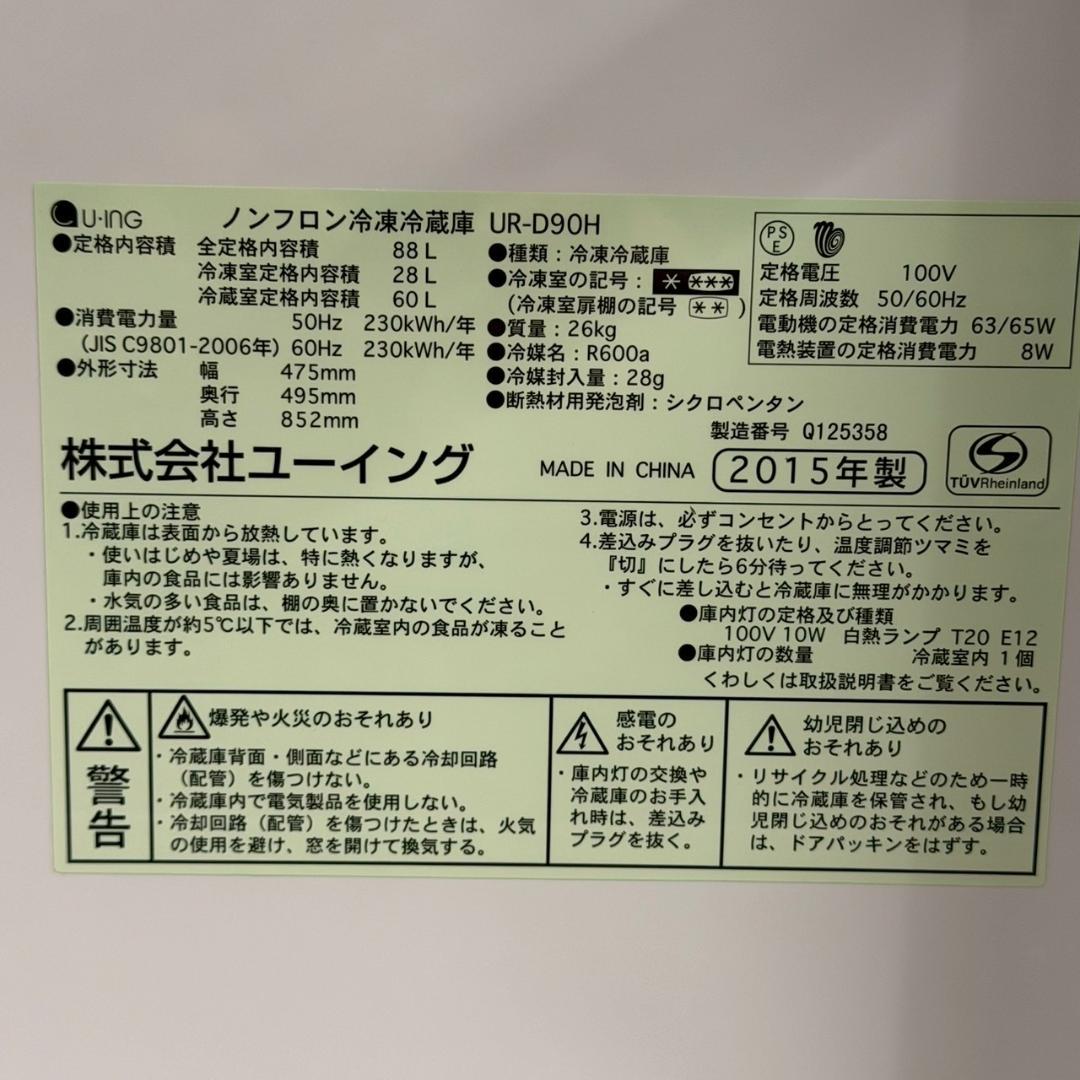 U-ING ノンフロン冷凍冷蔵庫 UR-D90H
●定格内容積 全定格内容積 88 L
冷凍室定格内容積 28 L
冷蔵室定格内容積 60 L
●消費電力量 50Hz 230kWh/年
(JIS C9801-2006年) 60Hz 230kWh/年
●外形寸法 幅 475mm
奥行 495mm
高さ 852mm
●種類：冷凍冷蔵庫
●冷凍室の記号：* ***
(冷凍室扉棚の記号 ** )
●質量：26kg
●冷媒名：R600a
●冷媒封入量：28g
●断熱材用発泡剤：シクロペンタン
PS
E
定格電圧 100V
定格周波数 50/60Hz
電動機の定格消費電力 63/65W
電熱装置の定格消費電力 8W
製造番号 Q125358
株式会社ユーイング MADE IN CHINA 2015年製
TÜVRheinland
●使用上の注意
1.冷蔵庫は表面から放熱しています。
・使いはじめや夏場は、特に熱くなりますが、
庫内の食品には影響ありません。
・水気の多い食品は、棚の奥に置かないでください。
2.周囲温度が約5℃以下では、冷蔵室内の食品が凍ること
があります。
3.電源は、必ずコンセントからとってください。
4.差込みプラグを抜いたり、温度調節ツマミを
『切』にしたら6分待ってください。
・すぐに差し込むと冷蔵庫に無理がかかります。
●庫内灯の定格及び種類
100V 10W 白熱ランプ T20 E12
●庫内灯の数量 冷蔵室内 1個
くわしくは取扱説明書をご覧ください。
警告
爆発や火災のおそれあり
・冷蔵庫背面・側面などにある冷却回路
（配管）を傷つけない。
・冷蔵庫内で電気製品を使用しない。
・冷却回路（配管）を傷つけたときは、火気
の使用を避け、窓を開けて換気する。
感電の
おそれあり
・庫内灯の交換や
冷蔵庫のお手入
れ時は、差込み
プラグを抜く。
幼児閉じ込めの
おそれあり
・リサイクル処理などのため一時
的に冷蔵庫を保管され、もし幼
児閉じ込めのおそれがある場合
は、ドアパッキンをはずす。